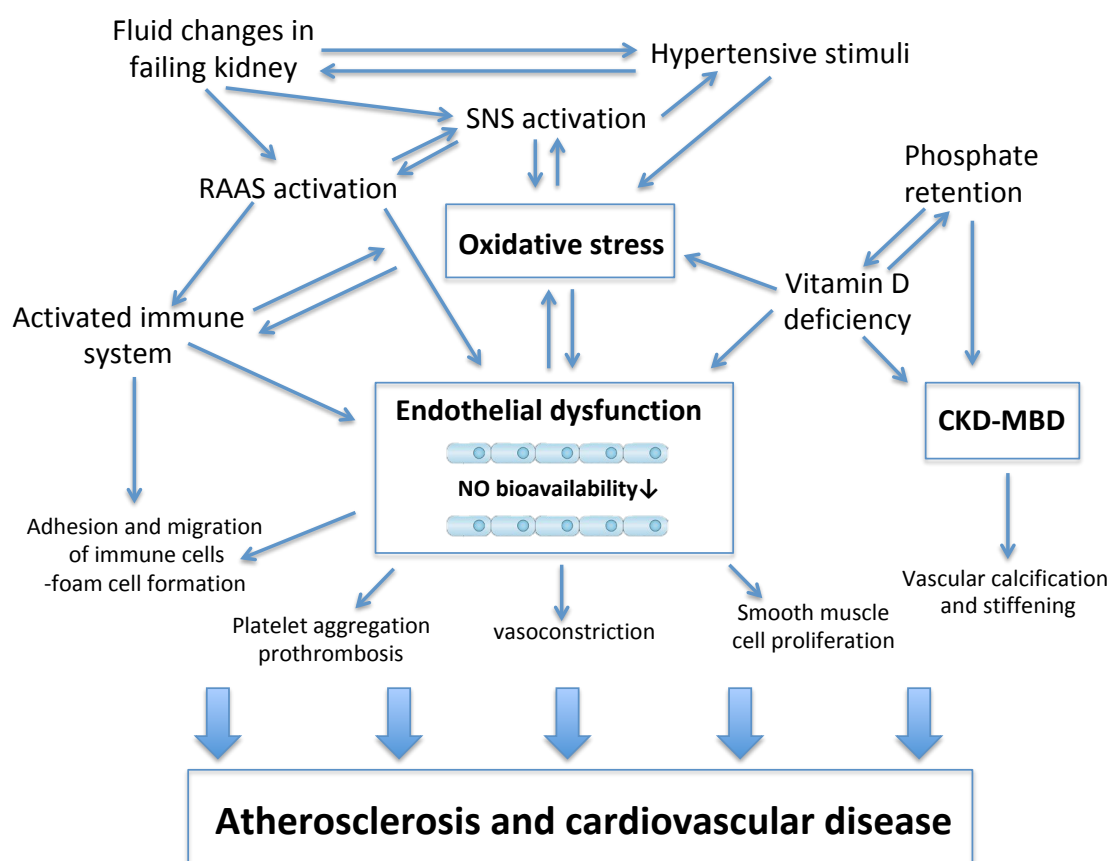 Fluid changes in
failing kidney
Hypertensive stimuli
SNS activation
Phosphate
retention
RAAS activation
Oxidative stress
Vitamin D
deficiency
Activated immune
system
Endothelial dysfunction
NO bioavailability↓
CKD-MBD
Adhesion and migration
of immune cells
-foam cell formation
Vascular calcification
and stiffening
Platelet aggregation
prothrombosis
vasoconstriction
Smooth muscle
cell proliferation
Atherosclerosis and cardiovascular disease